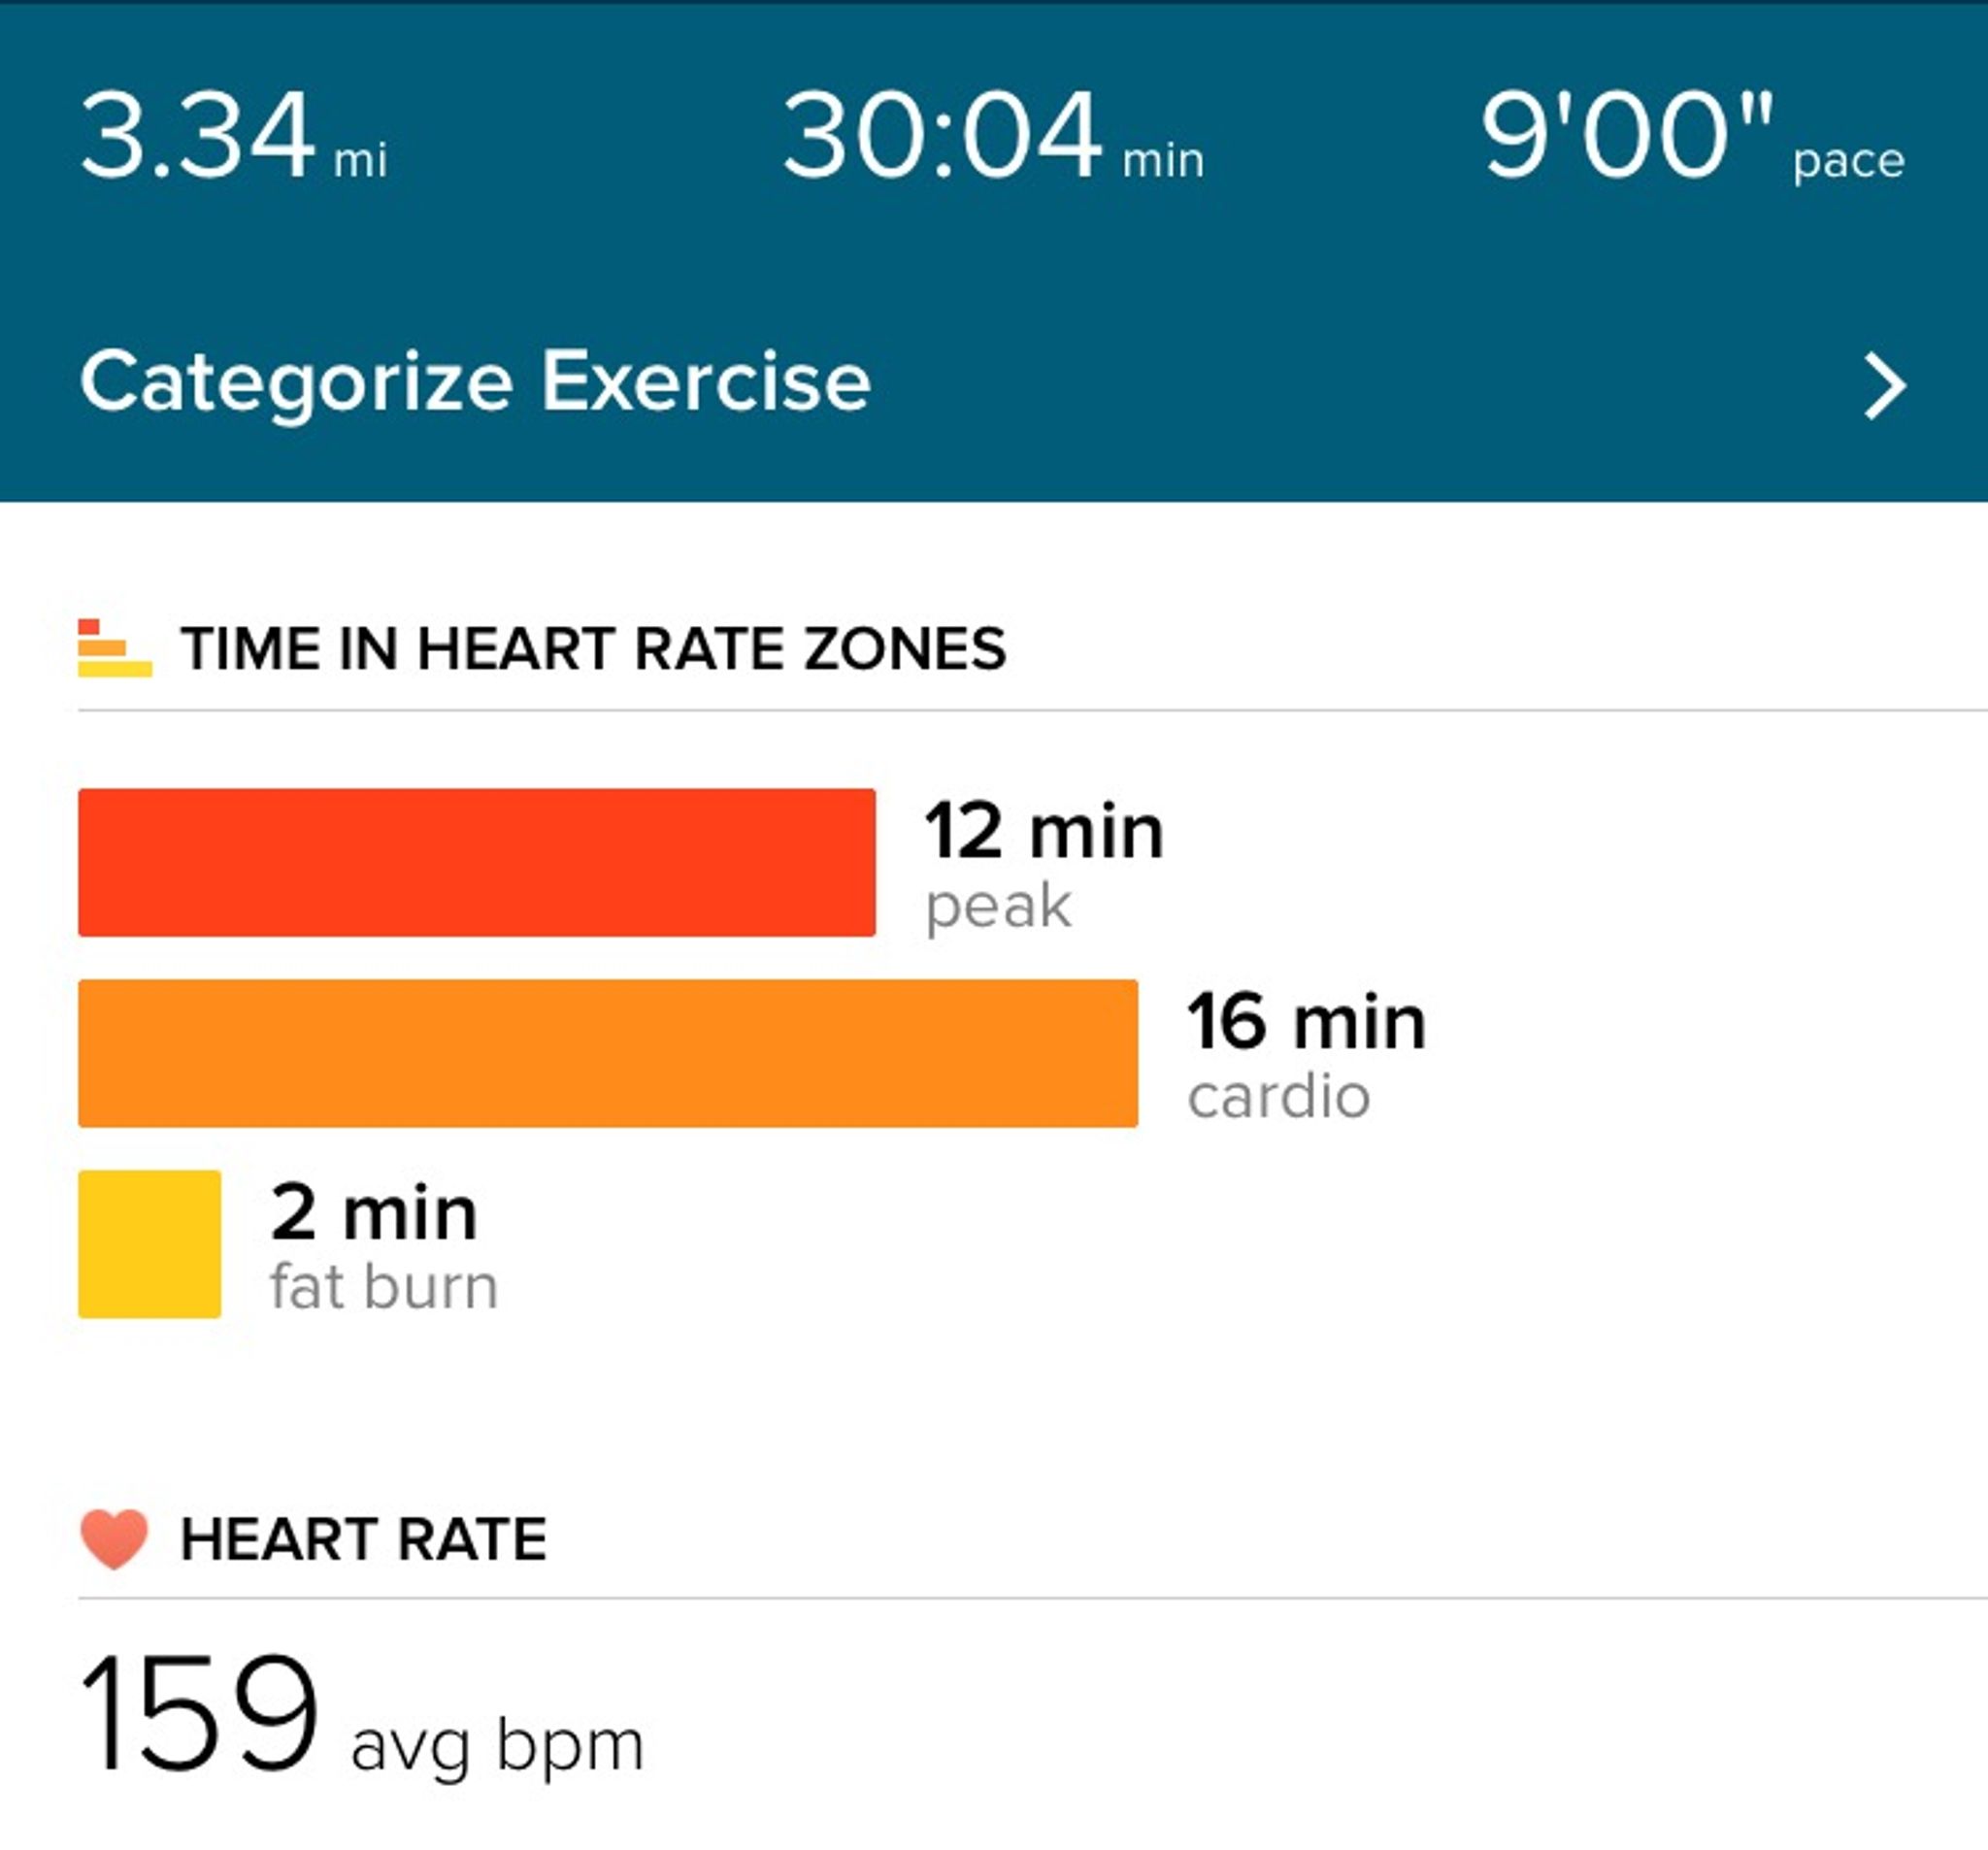 3.34 mi 30:04 min 9'00" pace
Categorize Exercise
TIME IN HEART RATE ZONES
12 min
peak
16 min
cardio
2 min
fat burn
HEART RATE
159 avg bpm